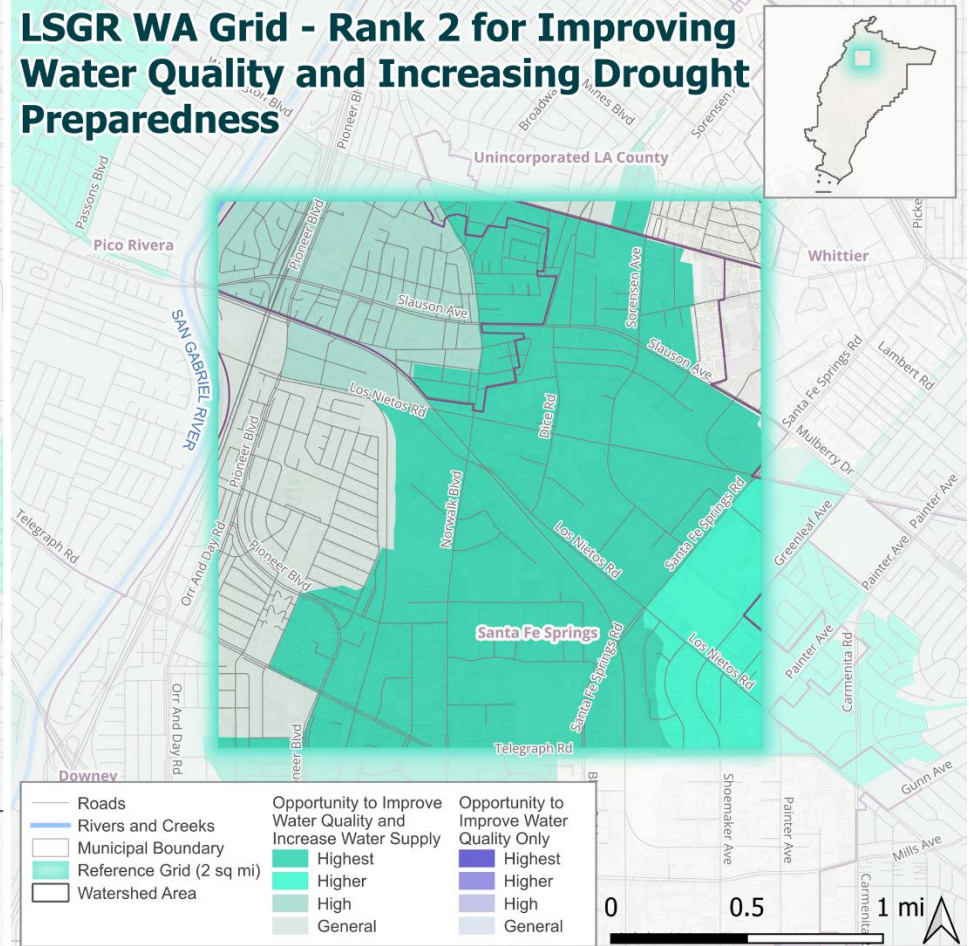 LSGR WA Grid - Rank 2 for Improving
Water Quality and Increasing Drought
Preparedness
Pioneer Bl
Broadwa
Mines Blvd
Sorensen A
Passons Blvd
Unincorporated LA County
Pico Rivera
Pioneer Blvd
Whittier
Picke
Slauson Ave
Sorensen Ave
SAN GABRIEL RIVER
Slauson Ave
Santa Fe Springs Rd
Lambert Rd
Los Nietos Rd
Dice Rd
Mulberry Dr
Pioneer Blvd
Norwalk Blvd
Santa Fe Springs Rd
Greenleaf Ave
Painter Ave
Telegraph Rd
Orr And Day Rd
Pioneer Blvd
Los Nietos Rd
Painter Ave
Santa Fe Springs
Los Nietos Rd
Painter Ave
Carmenita Rd
Santa Fe Springs Rd
Orr And Day Rd
neer Blvd
Telegraph Rd
Downey
Gunn Ave
Shoemaker Ave
Painter Ave
Mills Ave
Carmenita
Roads
Rivers and Creeks
Municipal Boundary
Reference Grid (2 sq mi)
Watershed Area
Opportunity to Improve
Water Quality and
Increase Water Supply
Highest
Higher
High
General
Opportunity to
Improve Water
Quality Only
Highest
Higher
High
General
0 0.5 1 mi